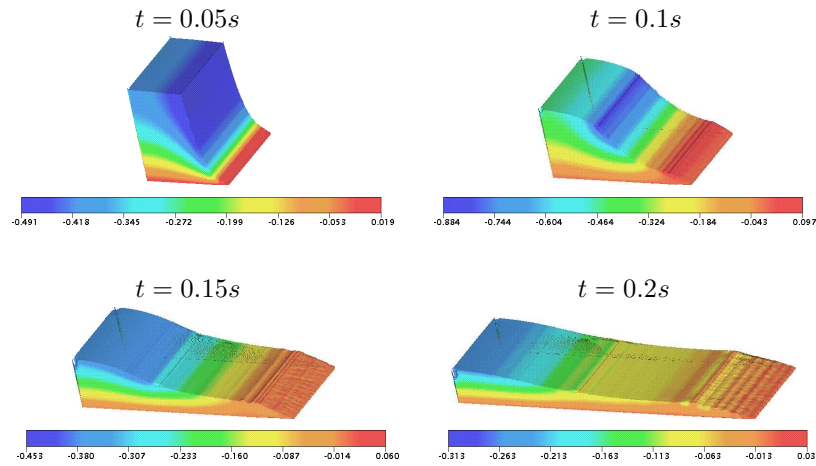 t = 0.05s
t = 0.1s
-0.491 -0.418 -0.345 -0.272 -0.199 -0.126 -0.053 0.019
-0.884 -0.744 -0.604 -0.464 -0.324 -0.184 -0.043 0.097
t = 0.15s
t = 0.2s
-0.453 -0.380 -0.307 -0.233 -0.160 -0.087 -0.014 0.060
-0.313 -0.263 -0.213 -0.163 -0.113 -0.063 -0.013 0.03